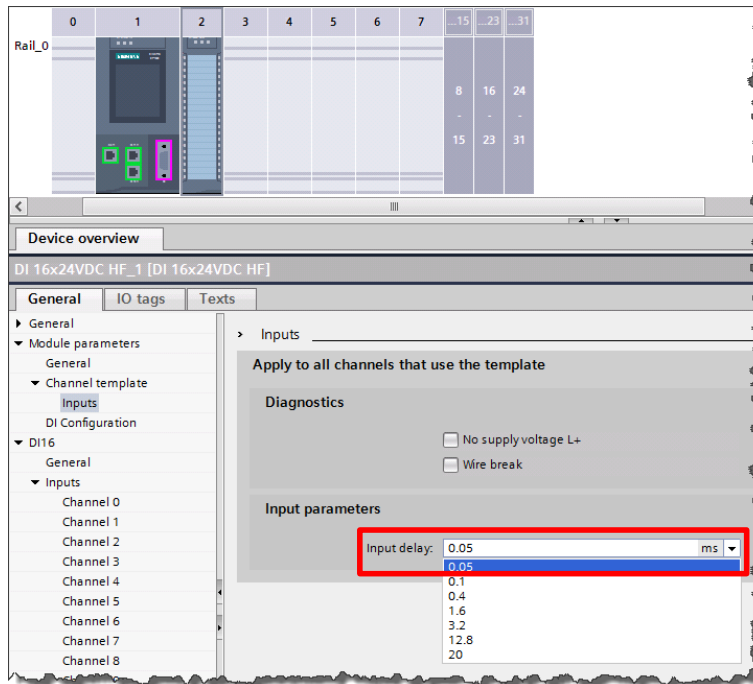 0 1 2 3 4 5 6 7 ...15 ...23 ...31
Rail_0
SIEMENS
8 16 24
- - -
15 23 31
Device overview
DI 16x24VDC HF_1 [DI 16x24VDC HF]
General IO tags Texts
General
Module parameters
General
Channel template
Inputs
DI Configuration
DI16
General
Inputs
Channel 0
Channel 1
Channel 2
Channel 3
Channel 4
Channel 5
Channel 6
Channel 7
Channel 8
Inputs
Apply to all channels that use the template
Diagnostics
No supply voltage L+
Wire break
Input parameters
Input delay: 0.05 ms
0.05
0.1
0.4
1.6
3.2
12.8
20